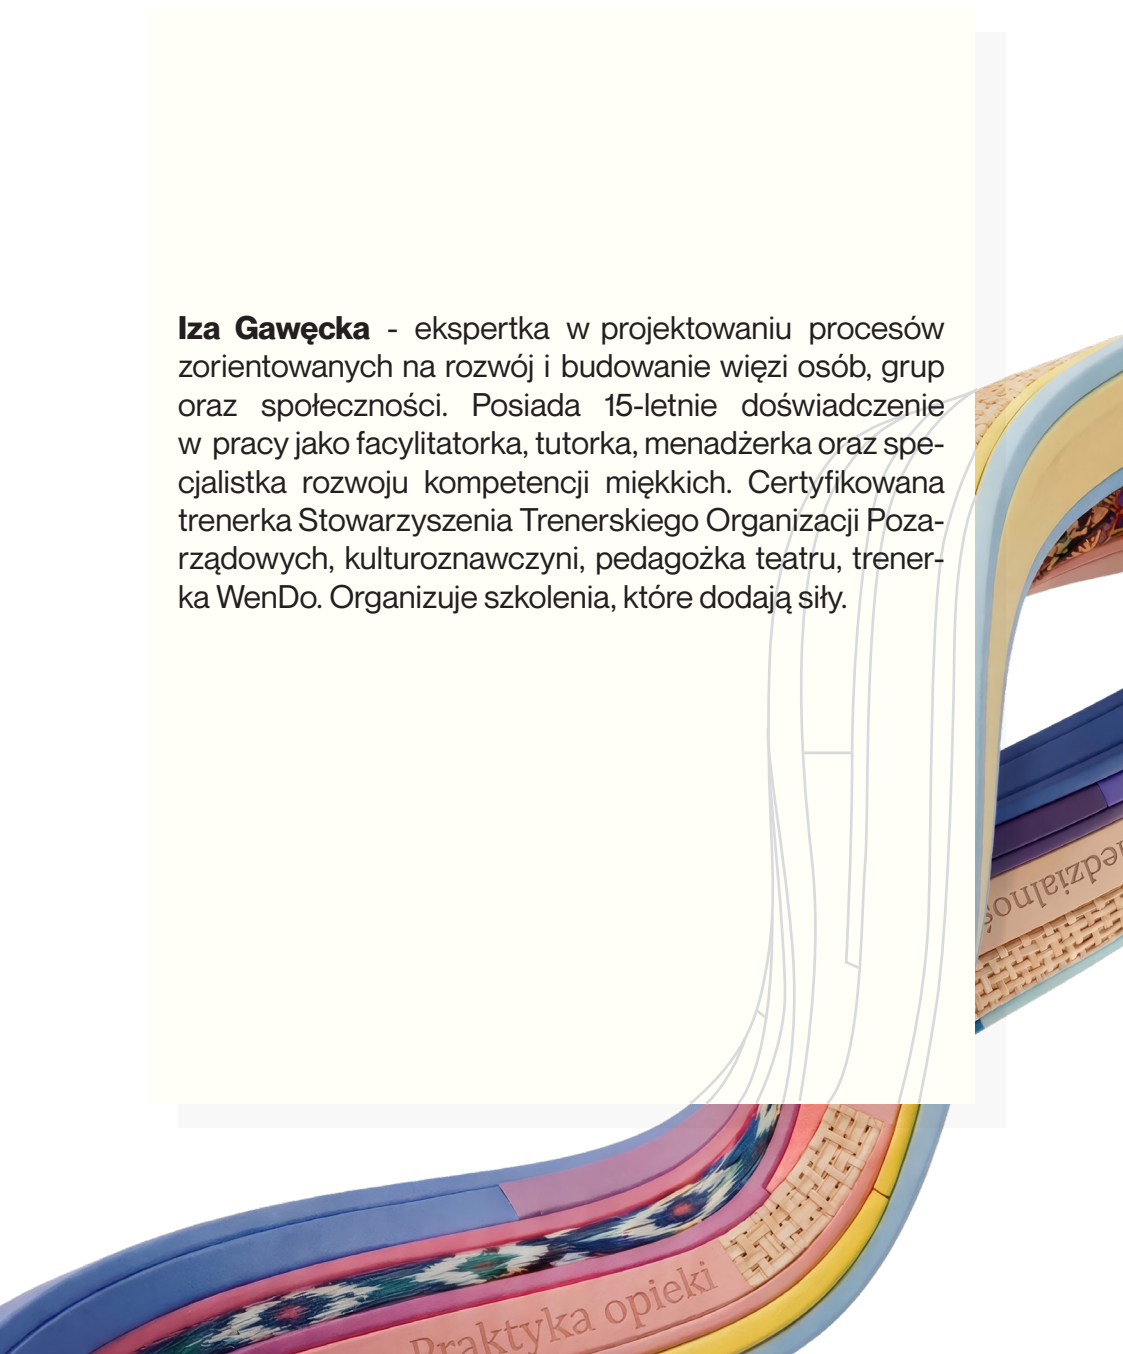 Iza Gawęcka - ekspertka w projektowaniu procesów
zorientowanych na rozwój i budowanie więzi osób, grup
oraz społeczności. Posiada 15-letnie doświadczenie
w pracy jako facylitatorka, tutorka, menadżerka oraz spe-
cjalistka rozwoju kompetencji miękkich. Certyfikowana
trenerka Stowarzyszenia Trenerskiego Organizacji Poza-
rządowych, kulturoznawczyni, pedagożka teatru, trener-
ka WenDo. Organizuje szkolenia, które dodają siły.
Praktyka opieki